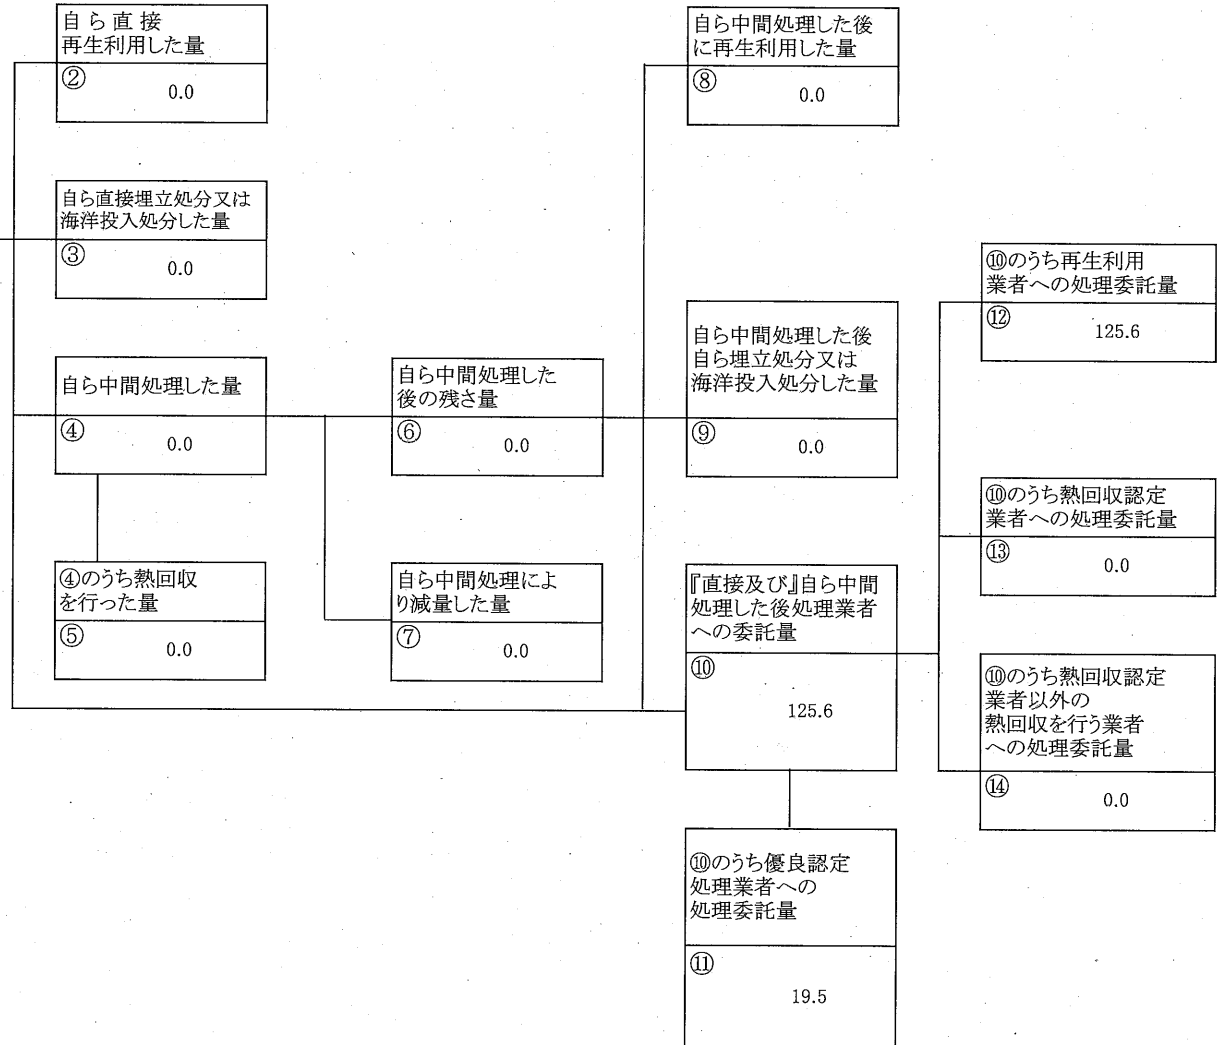 自ら直接
再生利用した量
②
0.0
自ら直接埋立処分又は
海洋投入処分した量
③
0.0
自ら中間処理した量
④
0.0
④のうち熱回収
を行った量
⑤
0.0
自ら中間処理した
後の残さ量
⑥
0.0
自ら中間処理によ
り減量した量
⑦
0.0
自ら中間処理した後
に再生利用した量
⑧
0.0
自ら中間処理した後
自ら埋立処分又は
海洋投入処分した量
⑨
0.0
『直接及び』自ら中間
処理した後処理業者
への委託量
⑩
125.6
⑩のうち優良認定
処理業者への
処理委託量
⑪
19.5
⑩のうち再生利用
業者への処理委託量
⑫
125.6
⑩のうち熱回収認定
業者への処理委託量
⑬
0.0
⑩のうち熱回収認定
業者以外の
熱回収を行う業者
への処理委託量
⑭
0.0